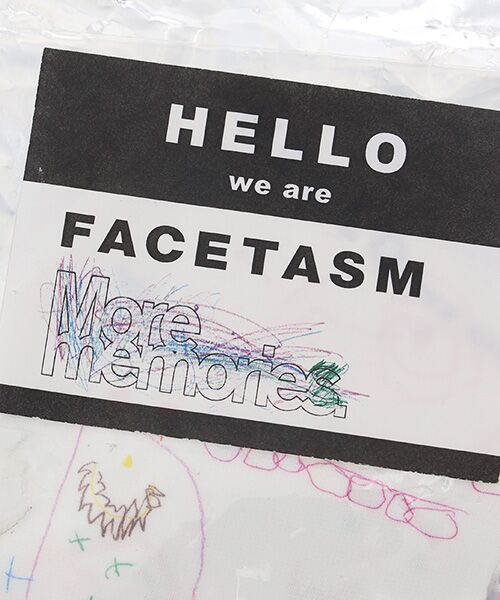 HELLO
we are
FACETASM
More
memories.